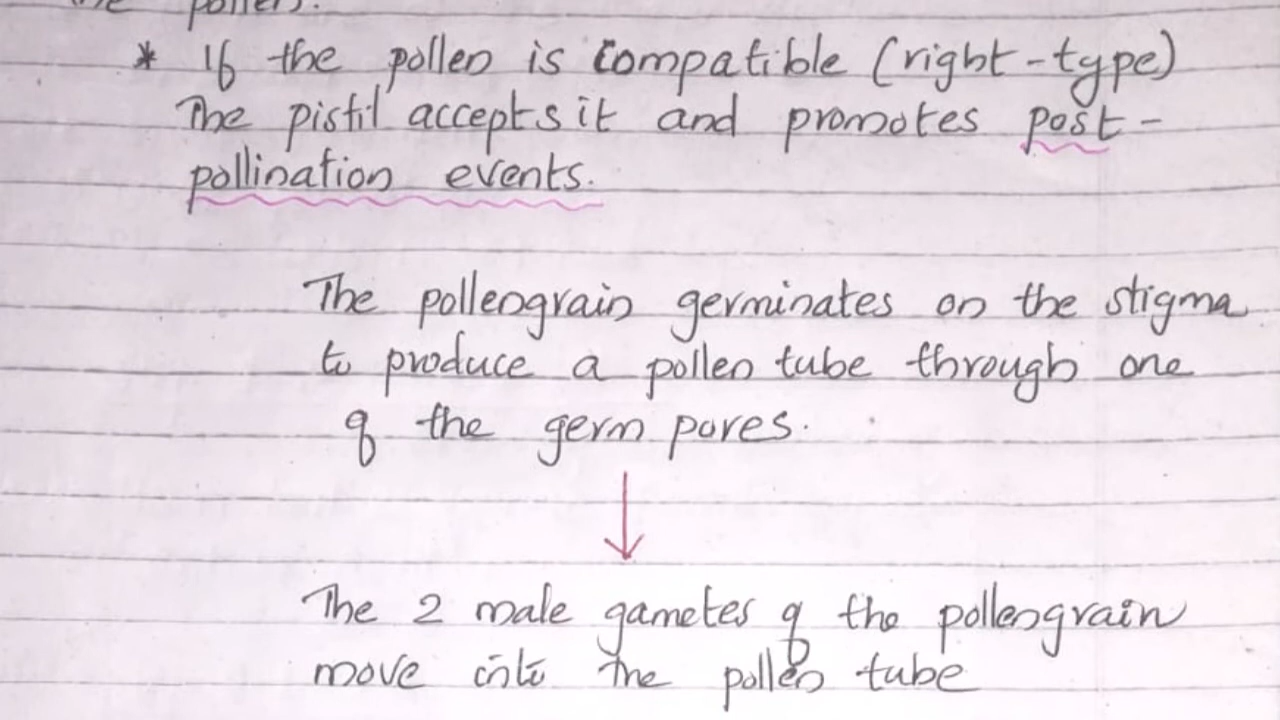 the pollen.
* If the pollen is compatible (right-type)
The pistil accepts it and promotes post-
pollination events.
The pollengrain germinates on the stigma
to produce a pollen tube through one
of the germ pores.
The 2 male gametes of the pollengrain
move into the pollen tube